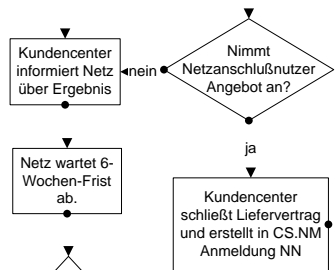 Kundencenter
informiert Netz
über Ergebnis
nein
Nimmt
Netzanschlußnutzer
Angebot an?
ja
Netz wartet 6-
Wochen-Frist
ab.
Kundencenter
schließt Liefervertrag
und erstellt in CS.NM
Anmeldung NN